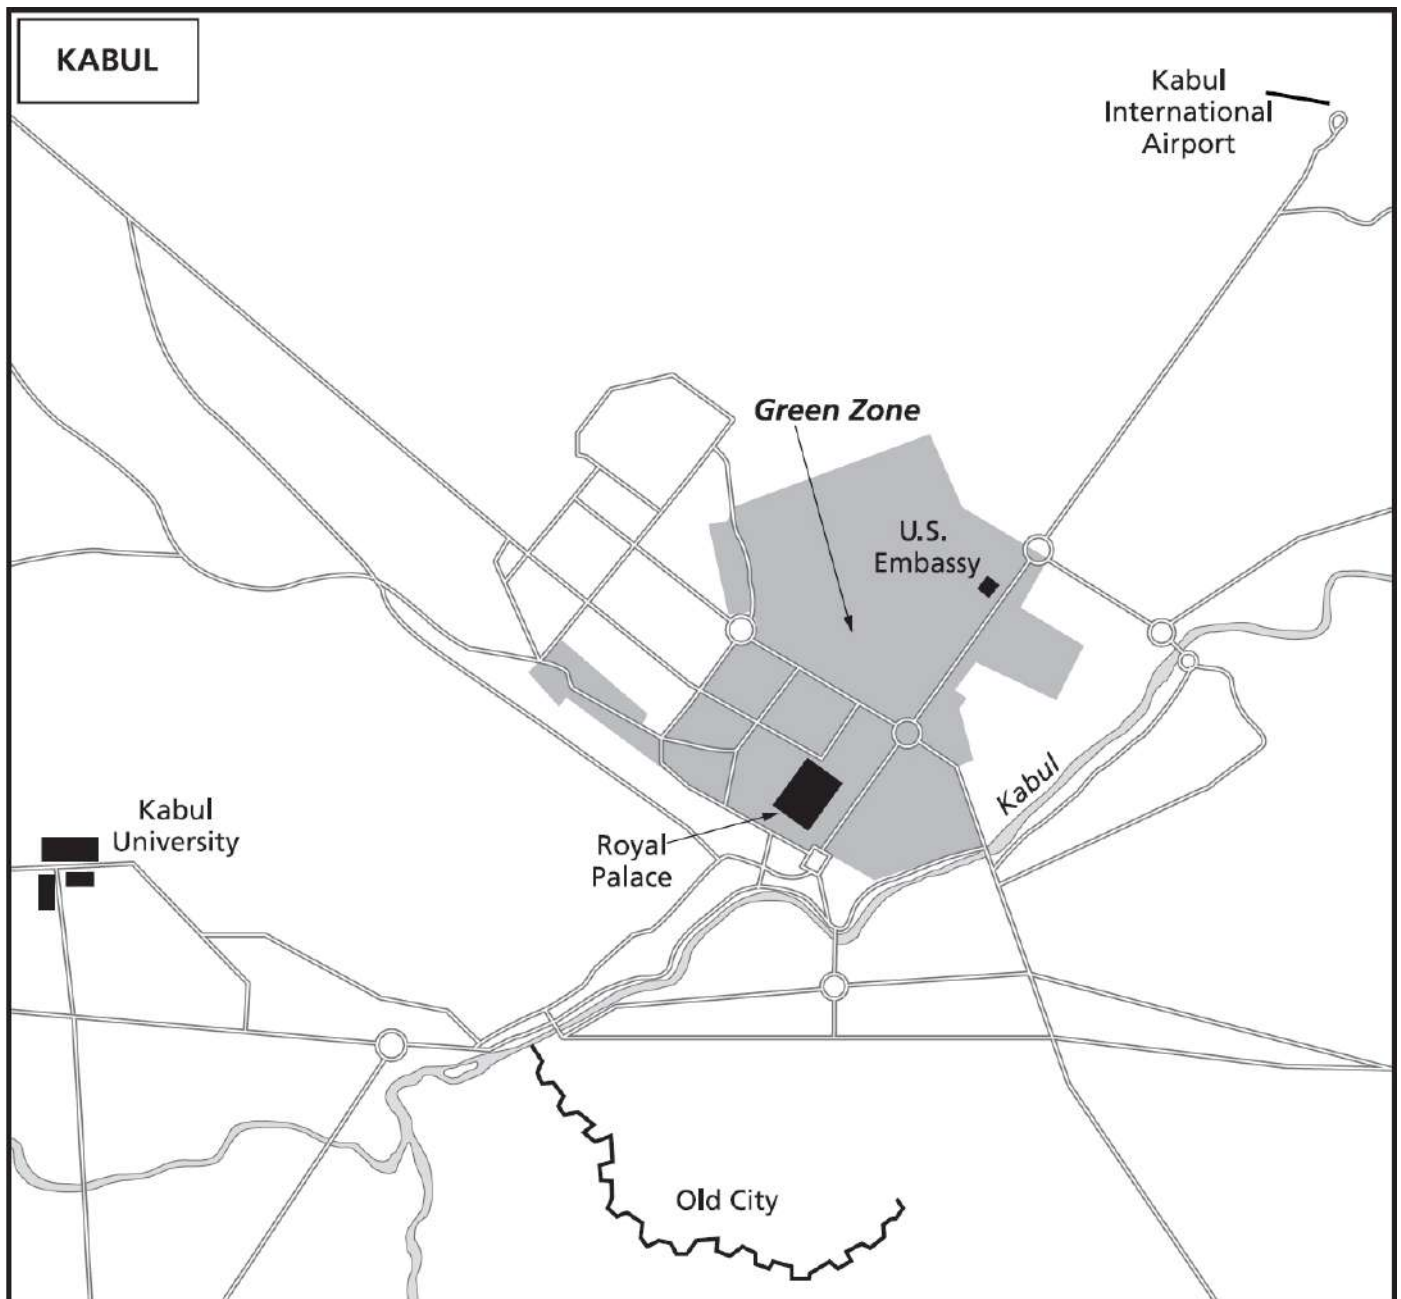 KABUL
Kabul
International
Airport
Green Zone
U.S.
Embassy
Kabul
Kabul
University
Royal
Palace
Old City